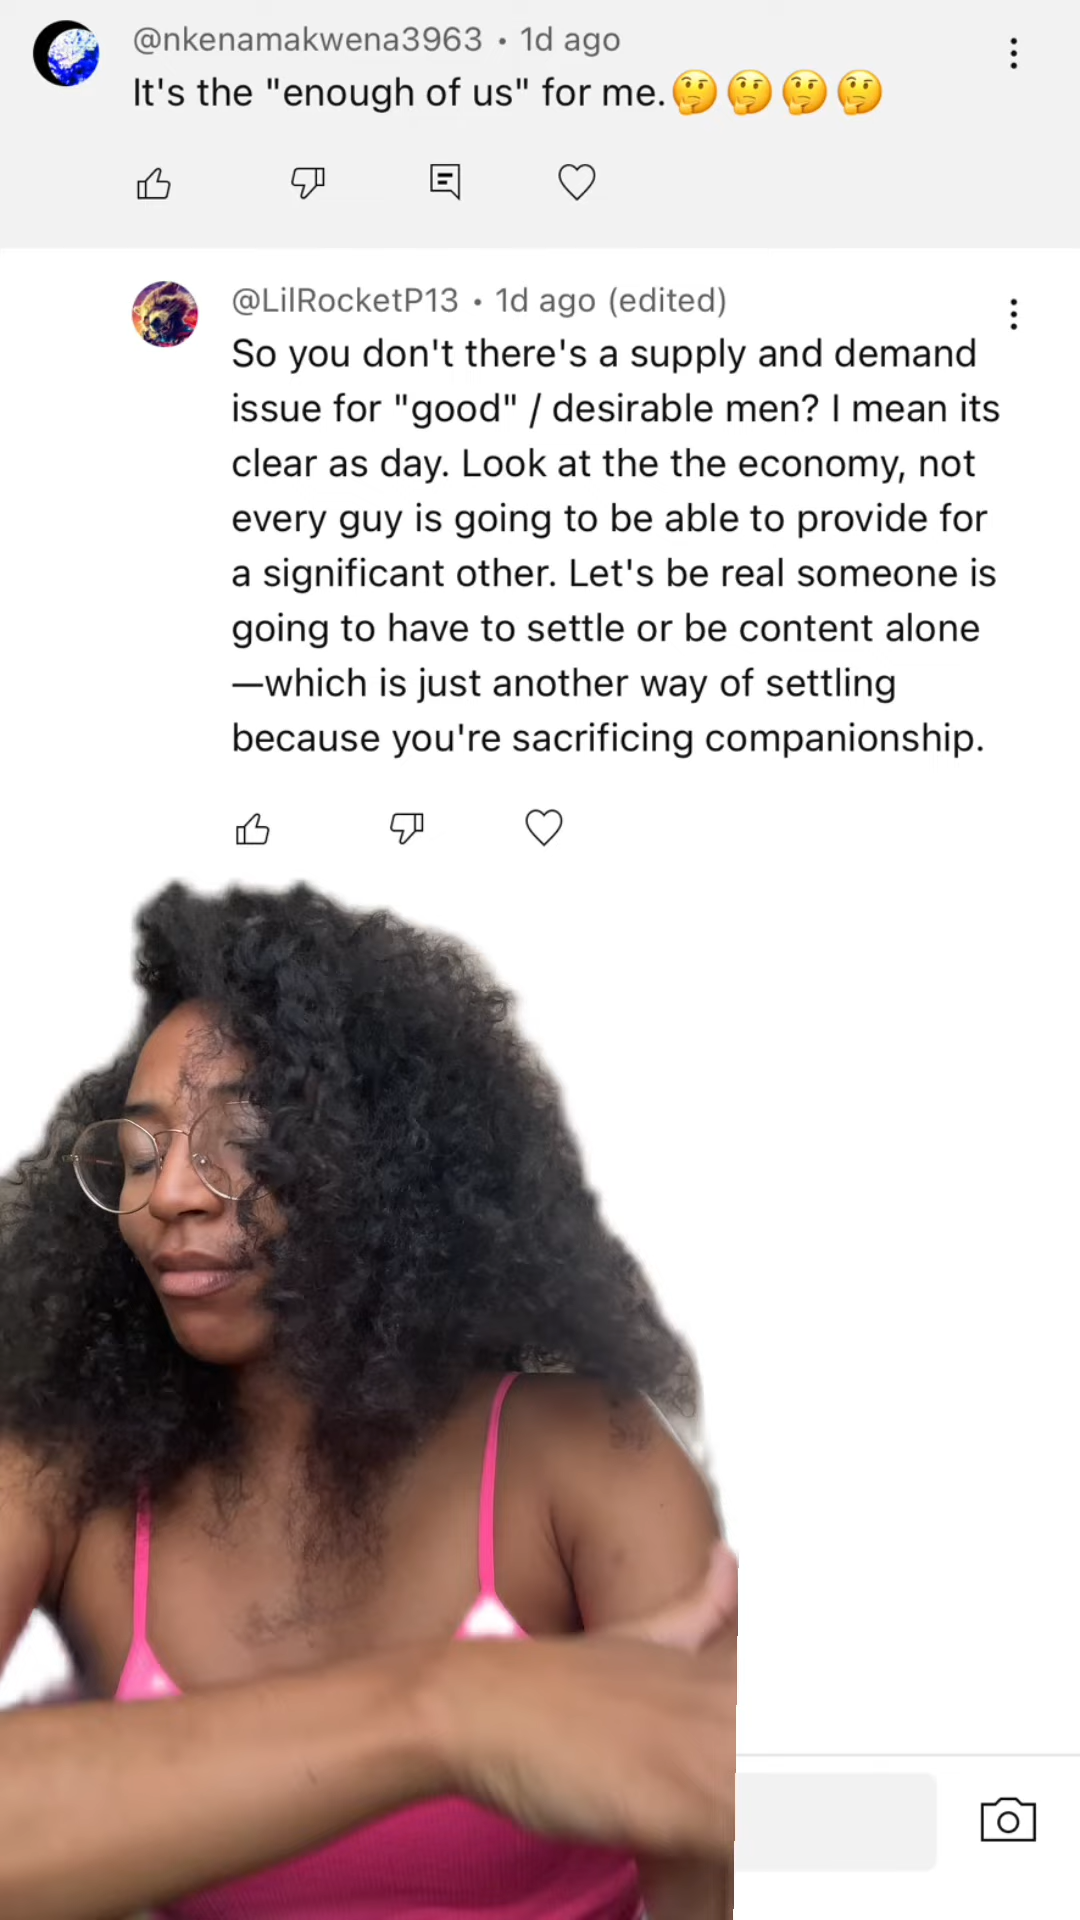 @nkenamakwena3963 • 1d ago
It's the "enough of us" for me.🤔🤔🤔🤔
@LilRocketP13 • 1d ago (edited)
So you don't there's a supply and demand
issue for "good" / desirable men? I mean its
clear as day. Look at the the economy, not
every guy is going to be able to provide for
a significant other. Let's be real someone is
going to have to settle or be content alone
—which is just another way of settling
because you're sacrificing companionship.